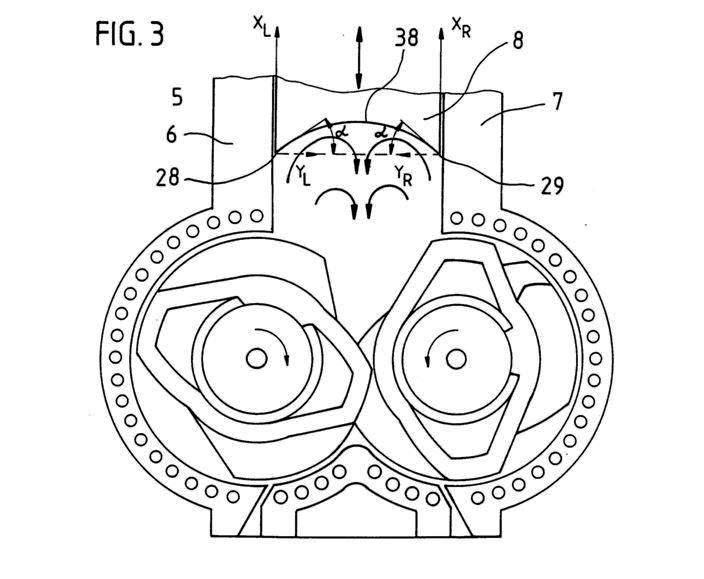 FIG. 3
X_L X_R
38 8
5
6 7
α α
28 Y_L Y_R 29